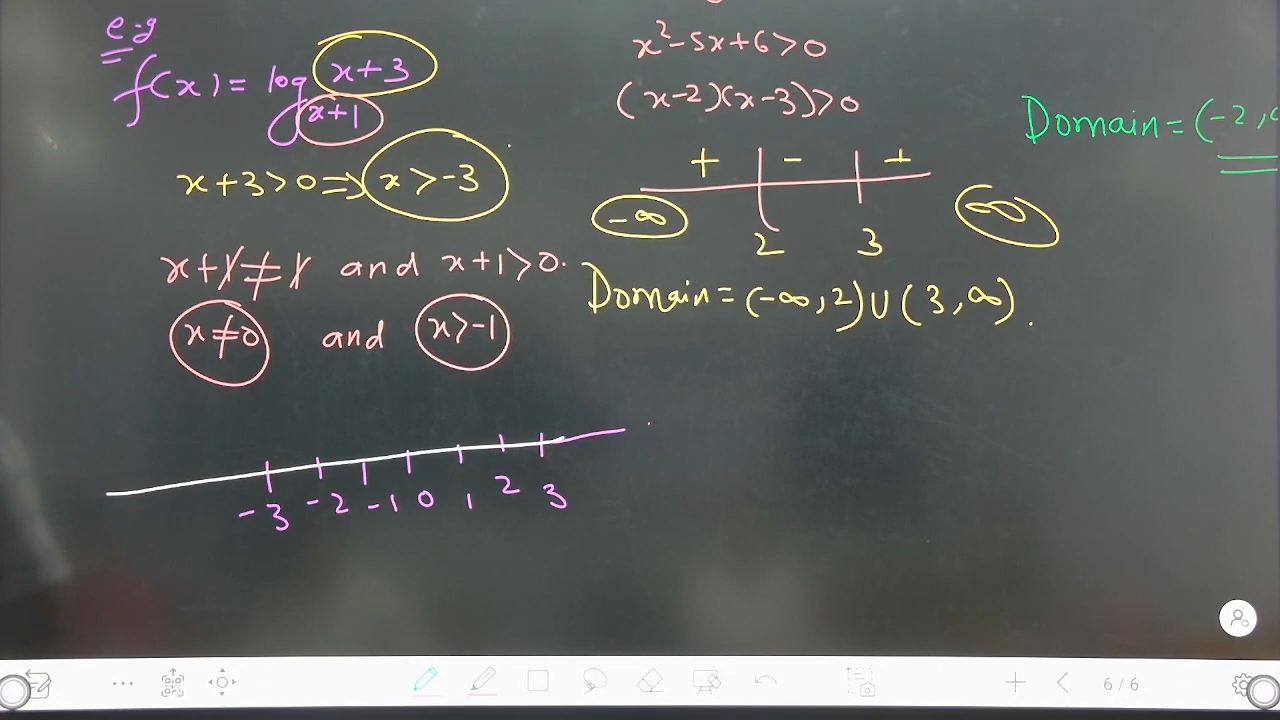 e.g
f(x) = log x+3
x+1
x+3>0 ⇒ x>-3
x+1≠1 and x+1>0.
x≠0 and x>-1
-3 -2 -1 0 1 2 3
x²-5x+6>0
(x-2)(x-3)>0
+ - +
-∞ 2 3 ∞
Domain = (-∞,2)∪(3,∞).
Domain = (-2,
6/6